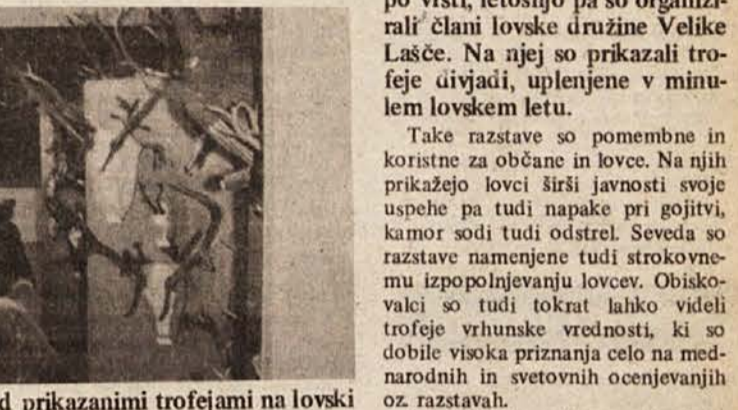 po vrsti, letošnjo pa so organizi-
rali članі lovske družine Velike
Lašče. Na njej so prikazali tro-
feje divjadi, uplenjene v minu-
lem lovskem letu.
Take razstave so pomembne in
koristne za občane in lovce. Na njih
prikažejo lovci širši javnosti svoje
uspehe pa tudi napake pri gojitvi,
kamor sodi tudi odstrel. Seveda so
razstave namenjene tudi strokovne-
mu izpopolnjevanju lovcev. Obisko-
valci so tudi tokrat lahko videli
trofeje vrhunske vrednosti, ki so
dobile visoka priznanja celo na med-
narodnih in svetovnih ocenjevanjih
oz. razstavah.
d prikazanimi trofejami na lovski